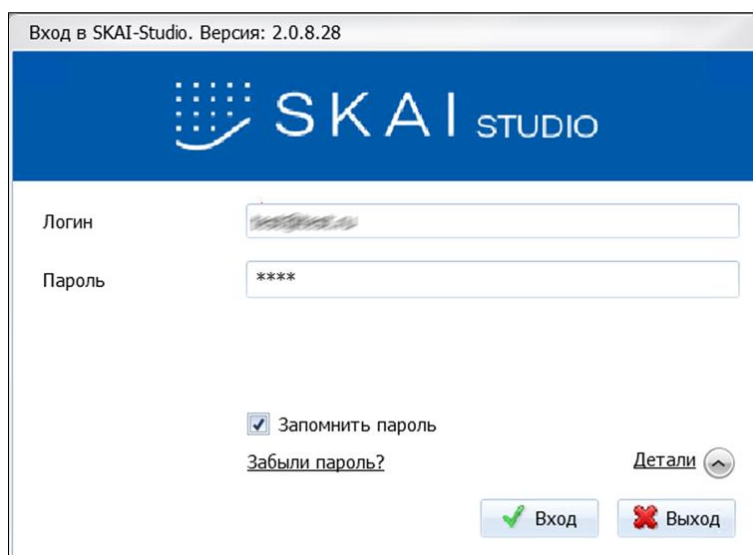 Вход в SKAI-Studio. Версия: 2.0.8.28
SKAI STUDIO
Логин
Пароль
****
Запомнить пароль
Забыли пароль?
Детали
Вход
Выход